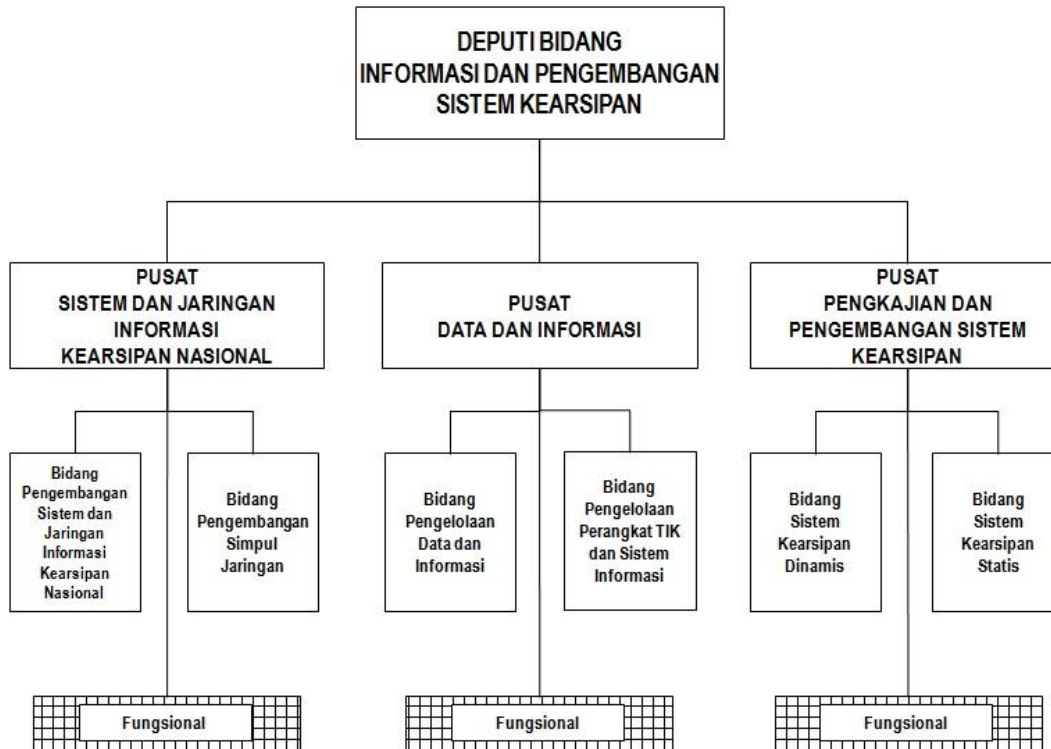 DEPUTI BIDANG
INFORMASI DAN PENGEMBANGAN
SISTEM KEARSIPAN
PUSAT
SISTEM DAN JARINGAN
INFORMASI
KEARSIPAN NASIONAL
PUSAT
DATA DAN INFORMASI
PUSAT
PENGKAJIAN DAN
PENGEMBANGAN SISTEM
KEARSIPAN
Bidang
Pengembangan
Sistem dan
Jaringan
Informasi
Kearsipan
Nasional
Bidang
Pengembangan
Simpul
Jaringan
Bidang
Pengelolaan
Data dan
Informasi
Bidang
Pengelolaan
Perangkat TIK
dan Sistem
Informasi
Bidang
Sistem
Kearsipan
Dinamis
Bidang
Sistem
Kearsipan
Statis
Fungsional
Fungsional
Fungsional